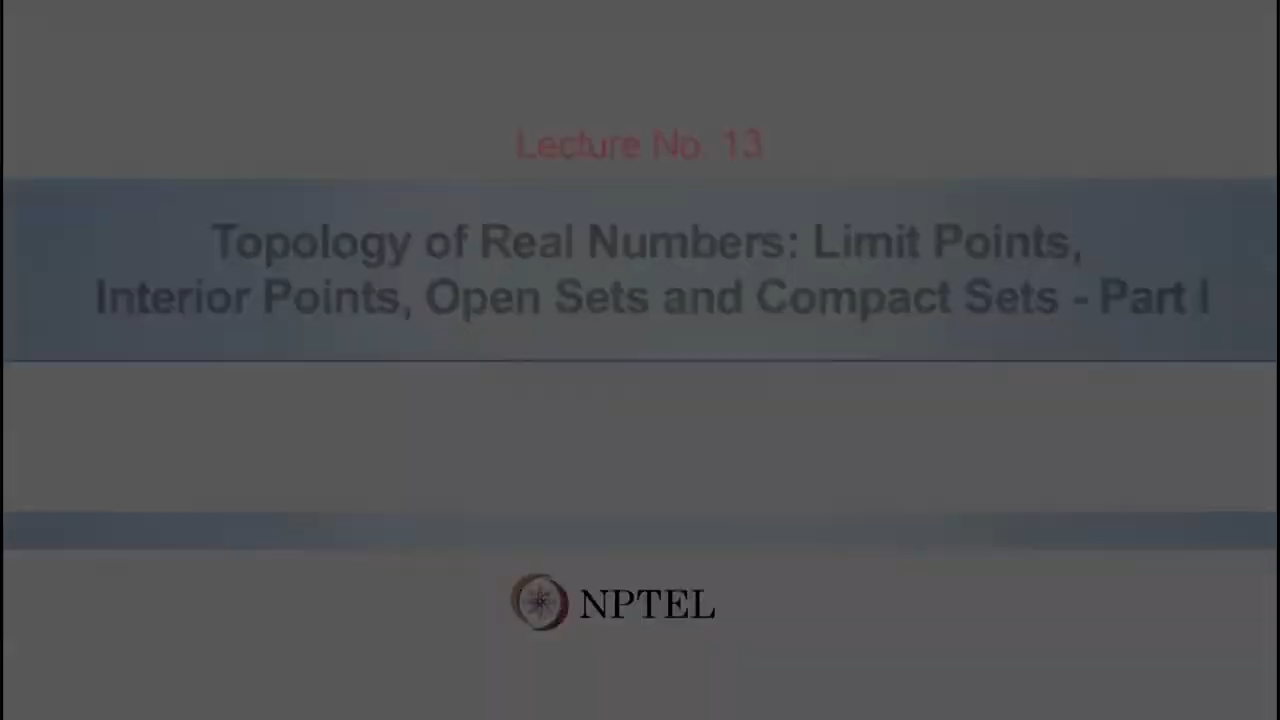 Lecture No. 13
Topology of Real Numbers: Limit Points,
Interior Points, Open Sets and Compact Sets - Part I
NPTEL